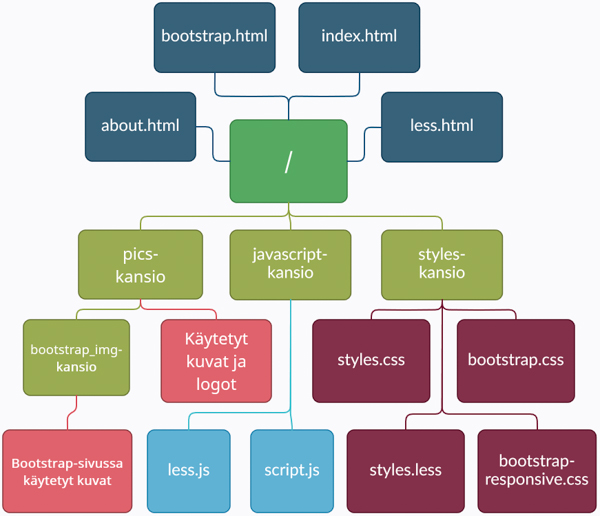 bootstrap.html
index.html
about.html
less.html
/
pics-
kansio
javascript-
kansio
styles-
kansio
bootstrap_img-
kansio
Käytetyt
kuvat ja
logot
styles.css
bootstrap.css
Bootstrap-sivussa
käytetyt kuvat
less.js
script.js
styles.less
bootstrap-
responsive.css